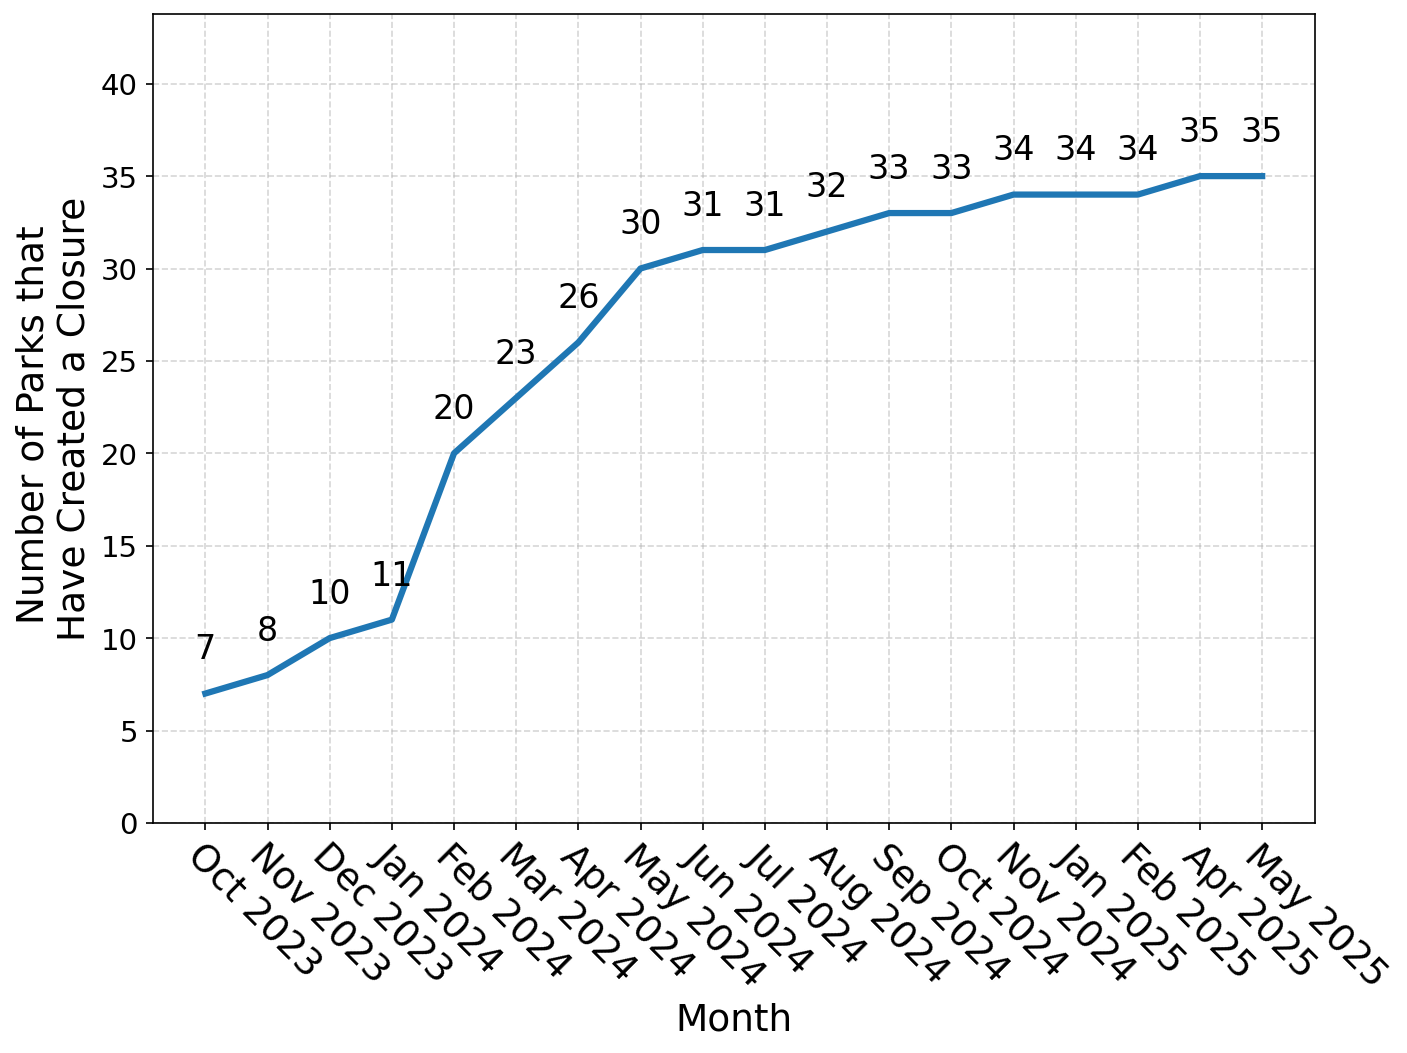 Number of Parks that
Have Created a Closure
40
35
30
25
20
15
10
5
0
7
8
10
11
20
23
26
30
31
31
32
33
33
34
34
34
35
35
Oct 2023
Nov 2023
Dec 2023
Jan 2024
Feb 2024
Mar 2024
Apr 2024
May 2024
Jun 2024
Jul 2024
Aug 2024
Sep 2024
Oct 2024
Nov 2024
Jan 2025
Feb 2025
Apr 2025
May 2025
Month